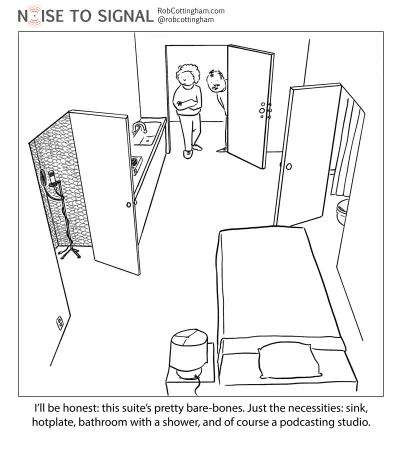 NOISE TO SIGNAL
RobCottingham.com
@robcottingham
I'll be honest: this suite's pretty bare-bones. Just the necessities: sink,
hotplate, bathroom with a shower, and of course a podcasting studio.